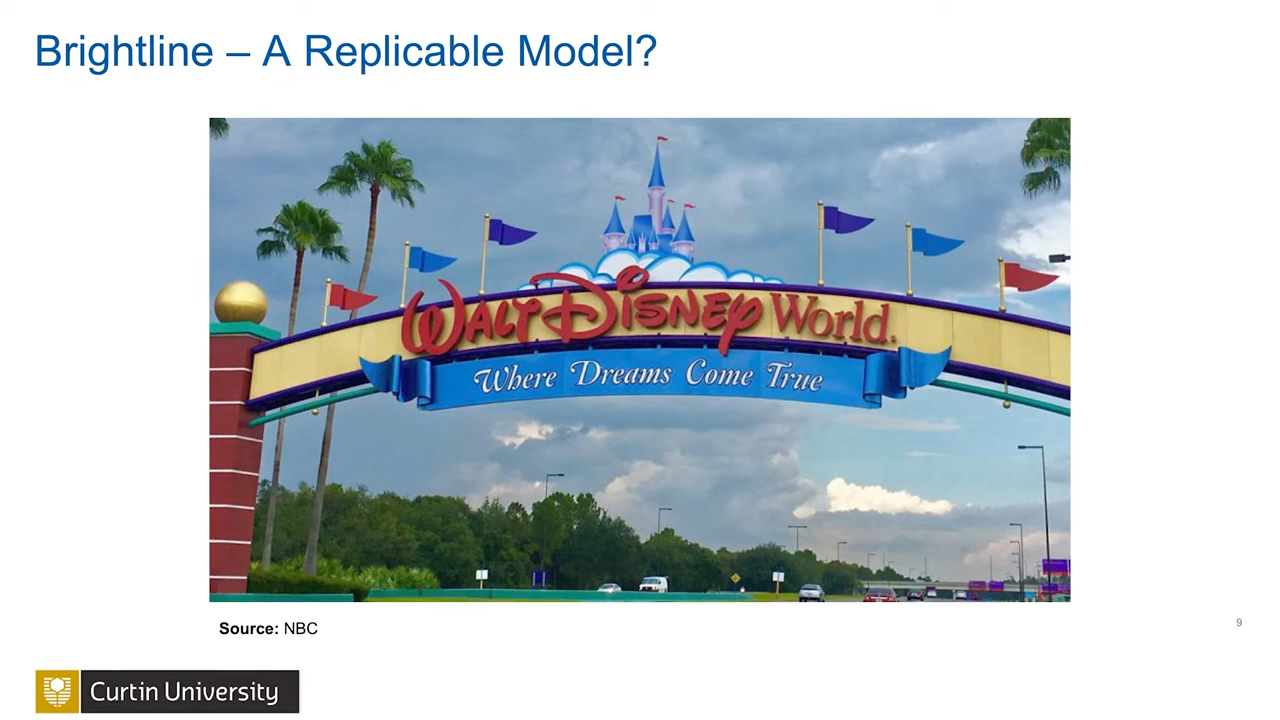 Brightline – A Replicable Model?
WALT DISNEY World.
Where Dreams Come True
Source: NBC
9
Curtin University